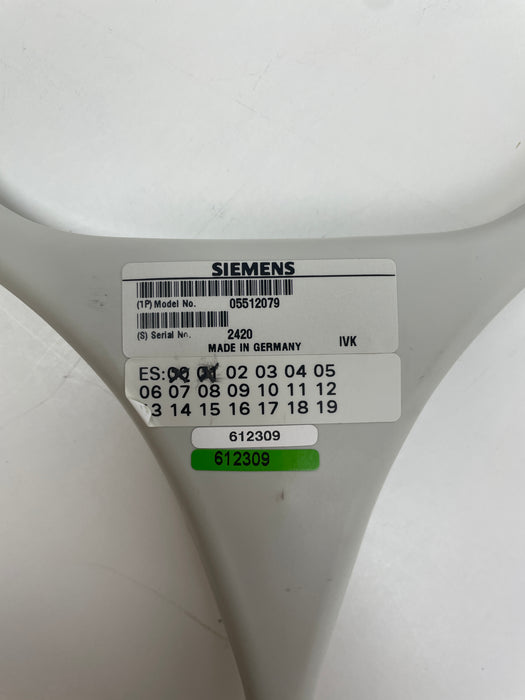 SIEMENS
(1P) Model No. 05512079
(S) Serial No. 2420
MADE IN GERMANY IVK
ES: 00 01 02 03 04 05
06 07 08 09 10 11 12
3 14 15 16 17 18 19
612309
612309